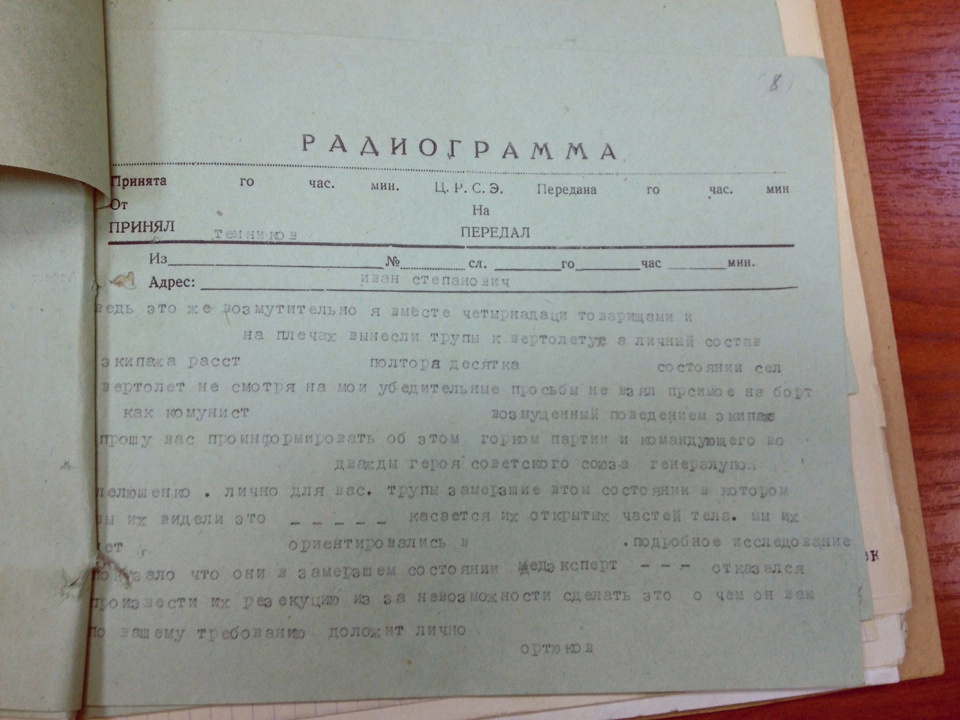 8
РАДИОГРАММА
Принята го час. мин. Ц. Р. С. Э. Передана го час. мин
От На
ПРИНЯЛ темников ПЕРЕДАЛ
Из № сл. го час мин.
Адрес: иван степанович
ведь это же возмутительно я вместе четырнадаци товарищами и
на плечах вынесли трупы к вертолету а личный состав
экипажа расст полтора десятка состоянии сел
вертолет не смотря на мои убедительные просьбы не взял на борт
как комунист возмущенный поведением экипаж
прошу вас проинформировать об этом горком партии и командующего во
дважды героя советского союза
лелюшенко . лично для вас. трупы замерзшие втом состоянии в котором
вы их видели это _ _ _ _ _ касается их открытых частей тела. мы их
ориентировались в .подробное исследование
показало что они в замерзшем состоянии медэксперт - - - отказался
произвести их резекцию из за невозможности сделать это о чем он вам
по вашему требованию доложит лично
ортюков